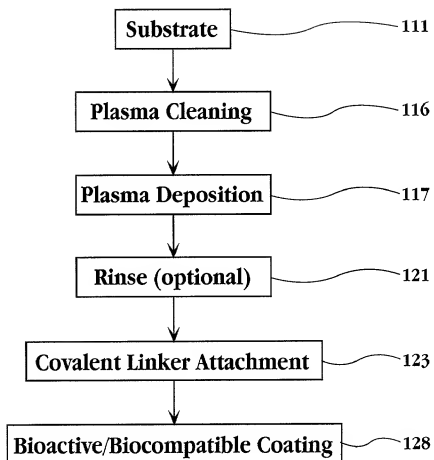 Substrate 111
Plasma Cleaning 116
Plasma Deposition 117
Rinse (optional) 121
Covalent Linker Attachment 123
Bioactive/Biocompatible Coating 128